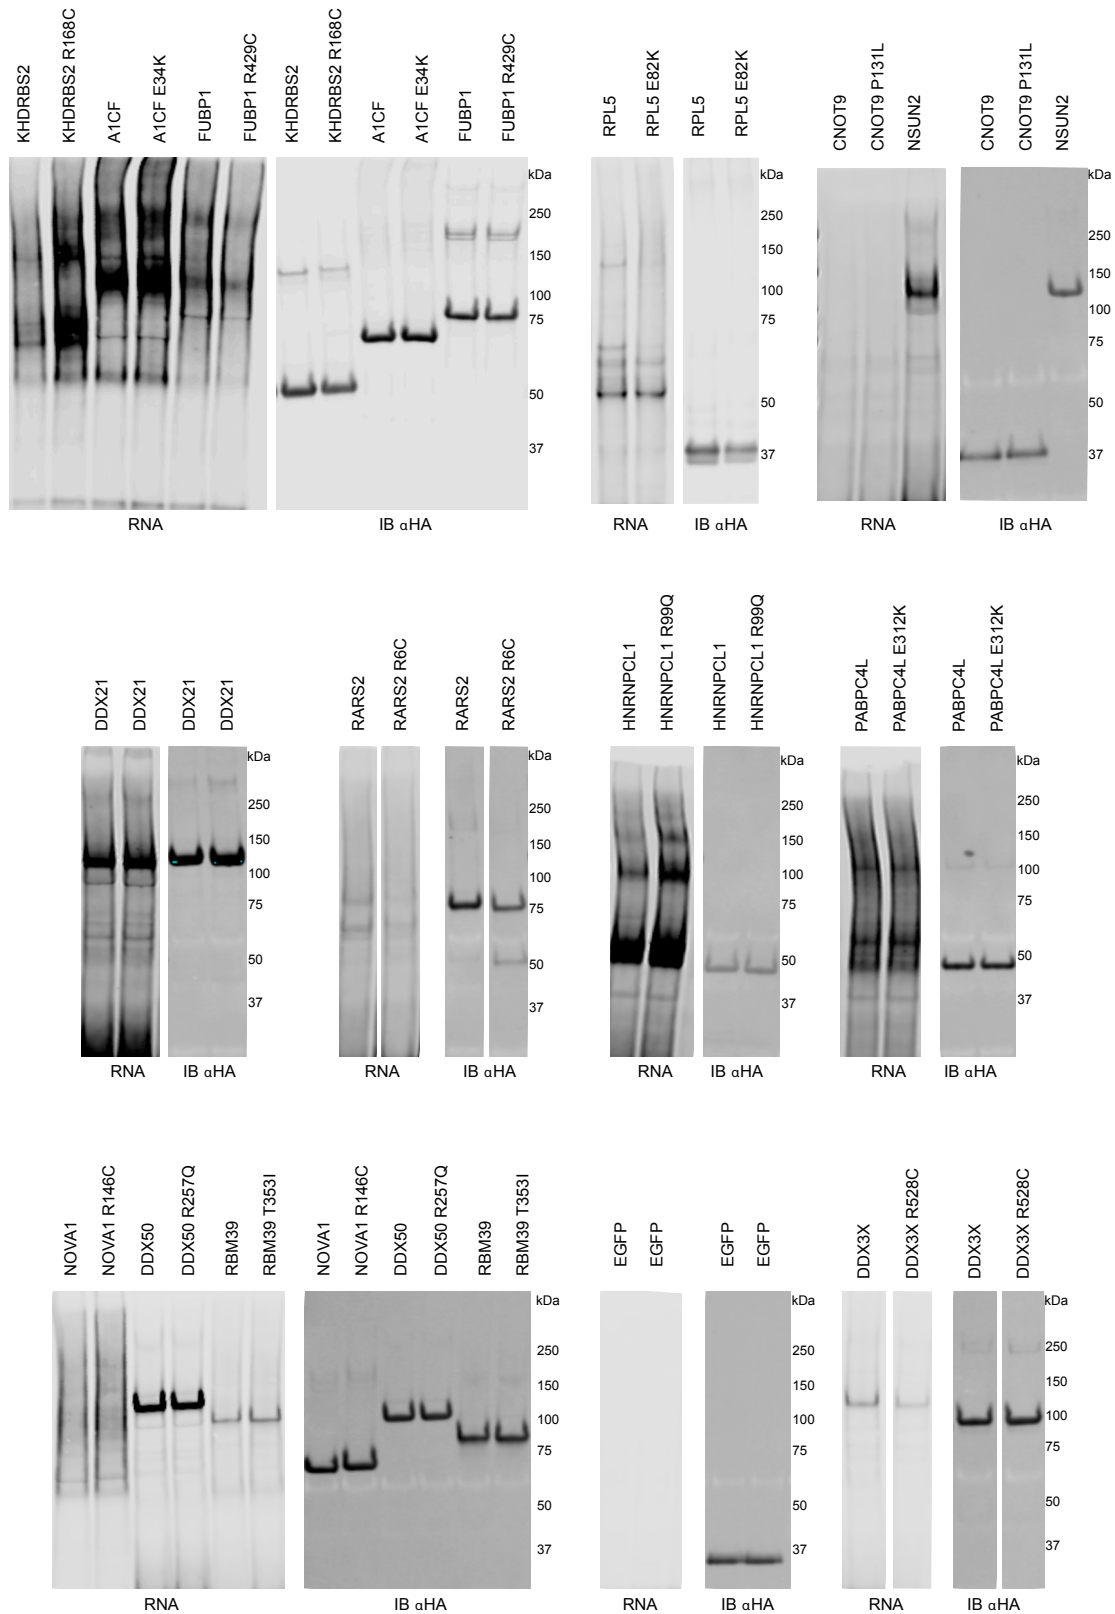 KHDRBS2
KHDRBS2 R168C
A1CF
A1CF E34K
FUBP1
FUBP1 R429C
KHDRBS2
KHDRBS2 R168C
A1CF
A1CF E34K
FUBP1
FUBP1 R429C
kDa
250
150
100
75
50
37
RNA
IB αHA
RPL5
RPL5 E82K
RPL5
RPL5 E82K
kDa
250
150
100
75
50
37
RNA
IB αHA
CNOT9
CNOT9 P131L
NSUN2
CNOT9
CNOT9 P131L
NSUN2
kDa
250
150
100
75
50
37
RNA
IB αHA
DDX21
DDX21
DDX21
DDX21
kDa
250
150
100
75
50
37
RNA
IB αHA
RARS2
RARS2 R6C
RARS2
RARS2 R6C
kDa
250
150
100
75
50
37
RNA
IB αHA
HNRNPCL1
HNRNPCL1 R99Q
HNRNPCL1
HNRNPCL1 R99Q
kDa
250
150
100
75
50
37
RNA
IB αHA
PABPC4L
PABPC4L E312K
PABPC4L
PABPC4L E312K
kDa
250
150
100
75
50
37
RNA
IB αHA
NOVA1
NOVA1 R146C
DDX50
DDX50 R257Q
RBM39
RBM39 T353I
NOVA1
NOVA1 R146C
DDX50
DDX50 R257Q
RBM39
RBM39 T353I
kDa
250
150
100
75
50
37
RNA
IB αHA
EGFP
EGFP
EGFP
EGFP
kDa
250
150
100
75
50
37
RNA
IB αHA
DDX3X
DDX3X R528C
DDX3X
DDX3X R528C
kDa
250
150
100
75
50
37
RNA
IB αHA